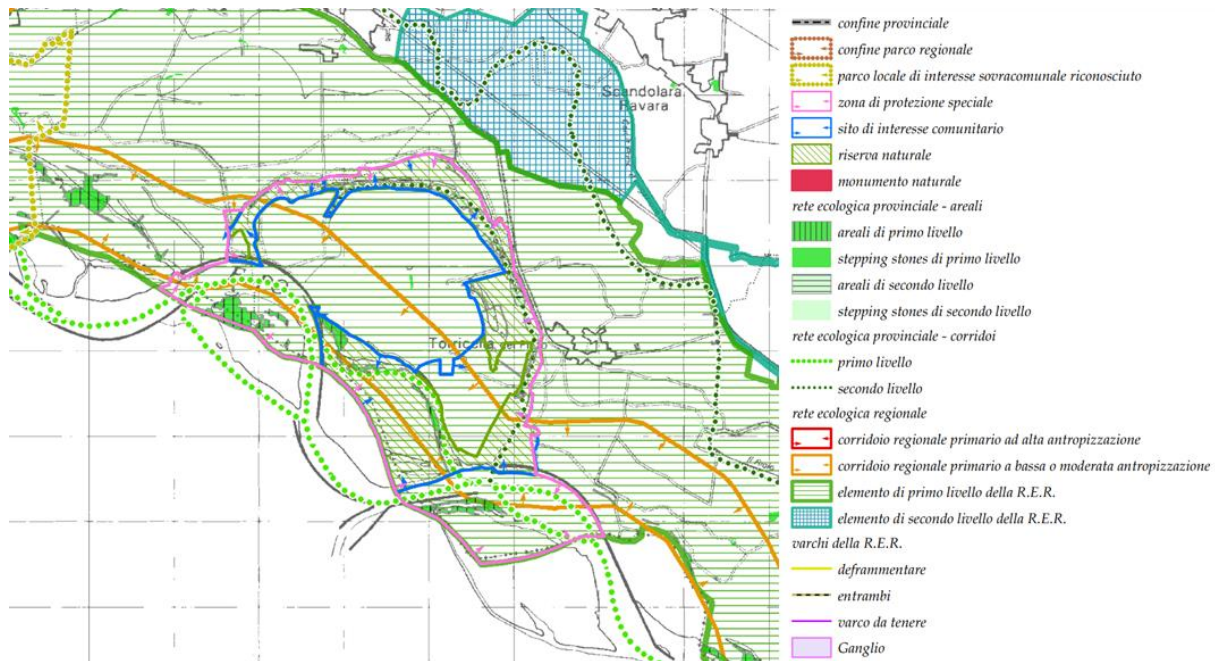 confine provinciale
confine parco regionale
parco locale di interesse sovracomunale riconosciuto
zona di protezione speciale
sito di interesse comunitario
riserva naturale
monumento naturale
rete ecologica provinciale - areali
areali di primo livello
stepping stones di primo livello
areali di secondo livello
stepping stones di secondo livello
rete ecologica provinciale - corridoi
primo livello
secondo livello
rete ecologica regionale
corridoio regionale primario ad alta antropizzazione
corridoio regionale primario a bassa o moderata antropizzazione
elemento di primo livello della R.E.R.
elemento di secondo livello della R.E.R.
varchi della R.E.R.
deframmentare
entrambi
varco da tenere
Ganglio
Scandolara
Ravara
Torricella